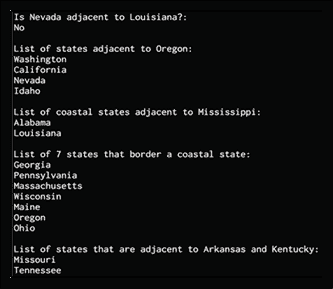 Is Nevada adjacent to Louisiana?:
No
List of states adjacent to Oregon:
Washington
California
Nevada
Idaho
List of coastal states adjacent to Mississippi:
Alabama
Louisiana
List of 7 states that border a coastal state:
Georgia
Pennsylvania
Massachusetts
Wisconsin
Maine
Oregon
Ohio
List of states that are adjacent to Arkansas and Kentucky:
Missouri
Tennessee